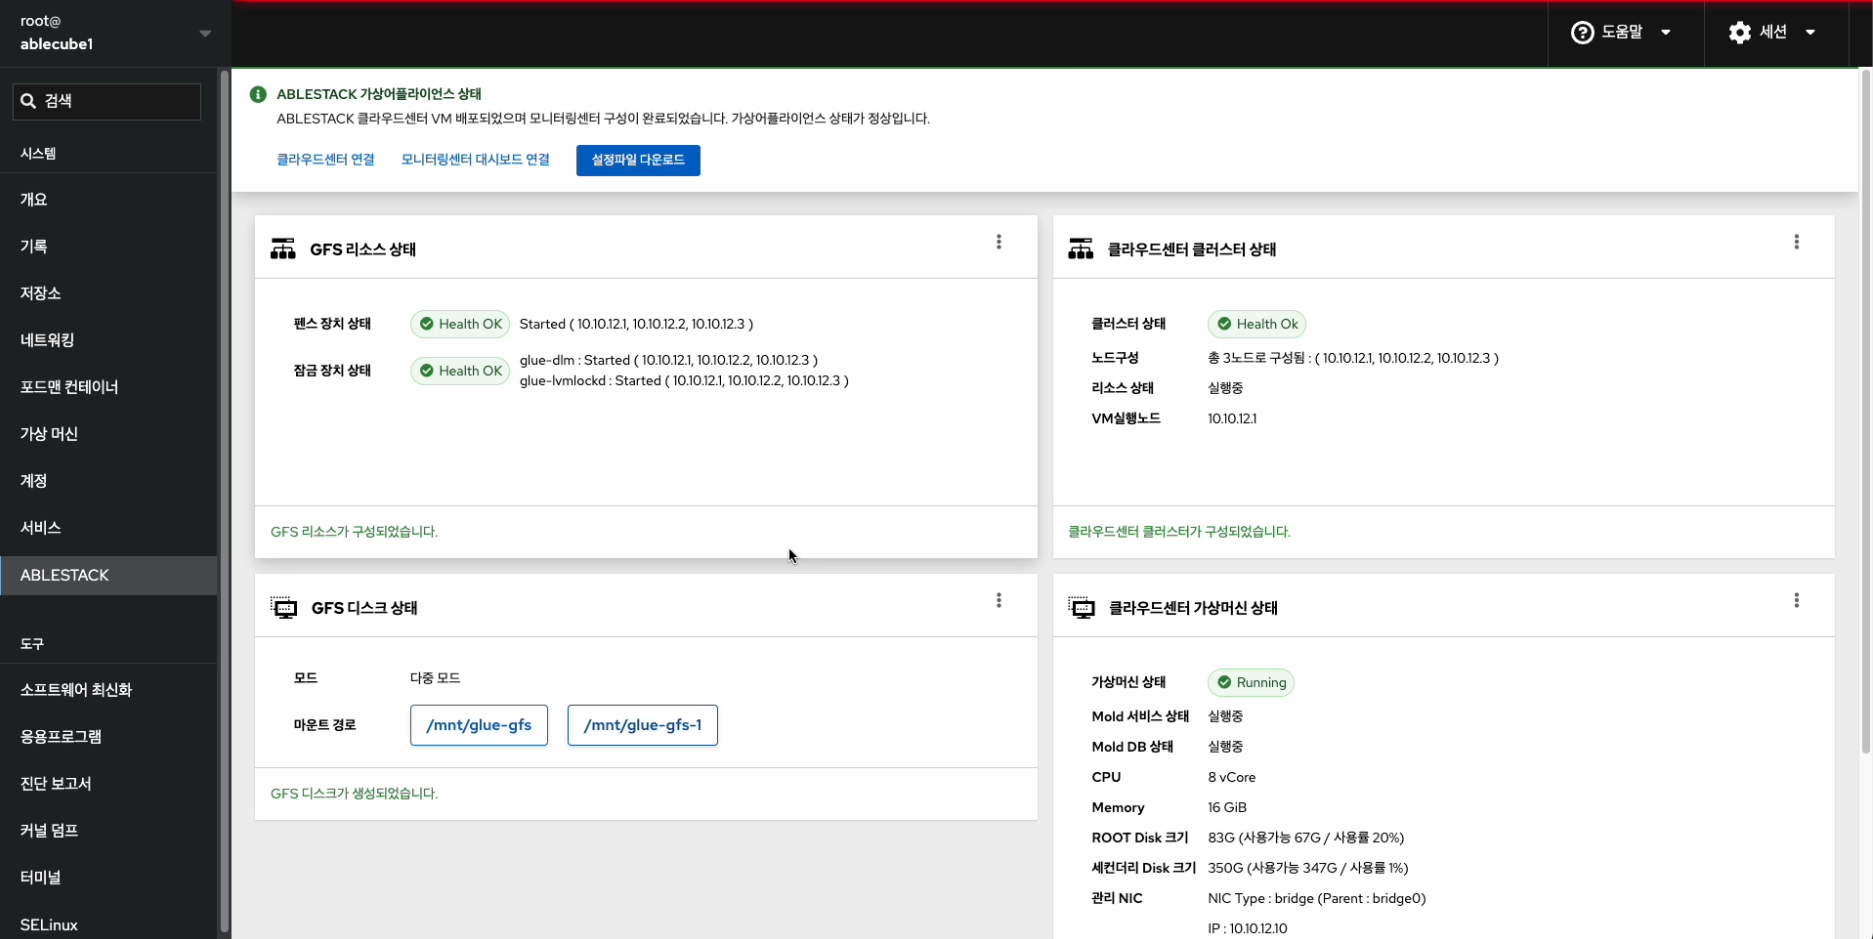 root@
ablecube1
도움말
세션
검색
시스템
개요
기록
저장소
네트워킹
포드맨 컨테이너
가상 머신
계정
서비스
ABLESTACK
도구
소프트웨어 최신화
응용프로그램
진단 보고서
커널 덤프
터미널
SELinux
ABLESTACK 가상어플라이언스 상태
ABLESTACK 클라우드센터 VM 배포되었으며 모니터링센터 구성이 완료되었습니다. 가상어플라이언스 상태가 정상입니다.
클라우드센터 연결
모니터링센터 대시보드 연결
설정파일 다운로드
GFS 리소스 상태
펜스 장치 상태
Health OK
Started ( 10.10.12.1, 10.10.12.2, 10.10.12.3 )
잠금 장치 상태
Health OK
glue-dlm : Started ( 10.10.12.1, 10.10.12.2, 10.10.12.3 )
glue-lvmlockd : Started ( 10.10.12.1, 10.10.12.2, 10.10.12.3 )
GFS 리소스가 구성되었습니다.
클라우드센터 클러스터 상태
클러스터 상태
Health Ok
노드구성
총 3노드로 구성됨 : ( 10.10.12.1, 10.10.12.2, 10.10.12.3 )
리소스 상태
실행중
VM실행노드
10.10.12.1
클라우드센터 클러스터가 구성되었습니다.
GFS 디스크 상태
모드
다중 모드
마운트 경로
/mnt/glue-gfs
/mnt/glue-gfs-1
GFS 디스크가 생성되었습니다.
클라우드센터 가상머신 상태
가상머신 상태
Running
Mold 서비스 상태
실행중
Mold DB 상태
실행중
CPU
8 vCore
Memory
16 GiB
ROOT Disk 크기
83G (사용가능 67G / 사용률 20%)
세컨더리 Disk 크기
350G (사용가능 347G / 사용률 1%)
관리 NIC
NIC Type : bridge (Parent : bridge0)
IP : 10.10.12.10